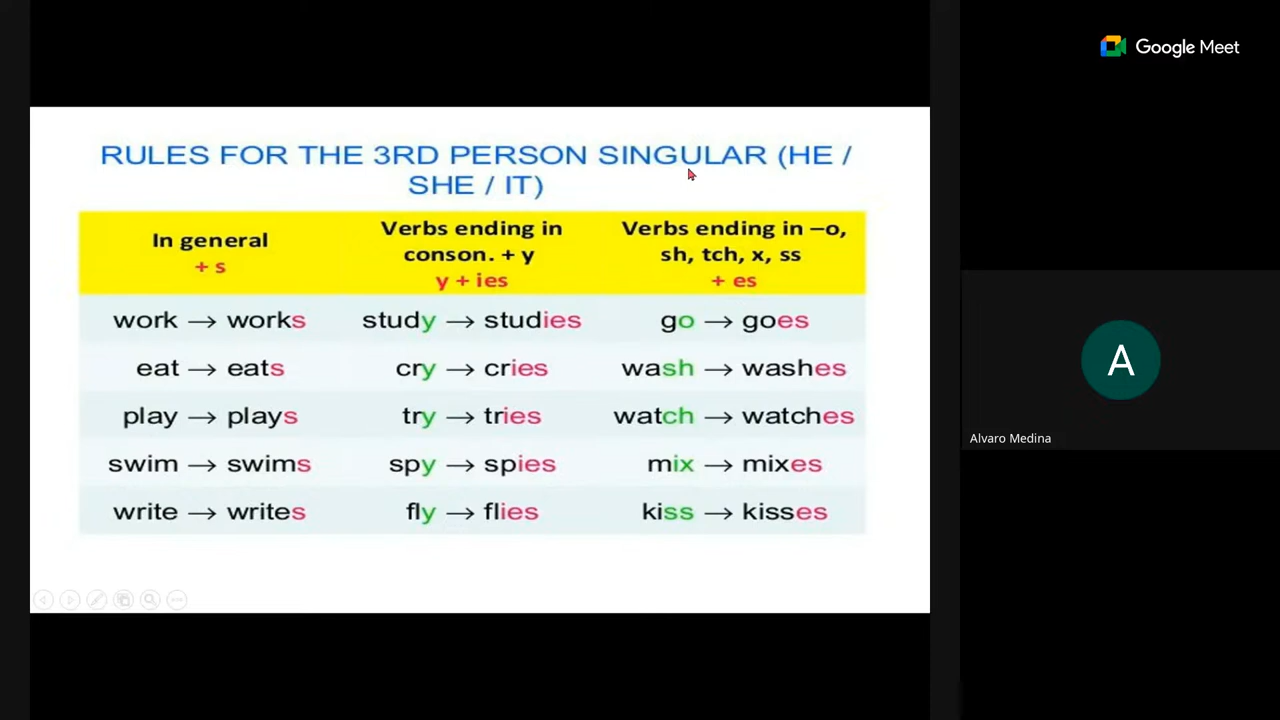 Google Meet
RULES FOR THE 3RD PERSON SINGULAR (HE /
SHE / IT)
In general
+ s
Verbs ending in
conson. + y
y + ies
Verbs ending in –o,
sh, tch, x, ss
+ es
work → works
study → studies
go → goes
eat → eats
cry → cries
wash → washes
play → plays
try → tries
watch → watches
swim → swims
spy → spies
mix → mixes
write → writes
fly → flies
kiss → kisses
A
Alvaro Medina